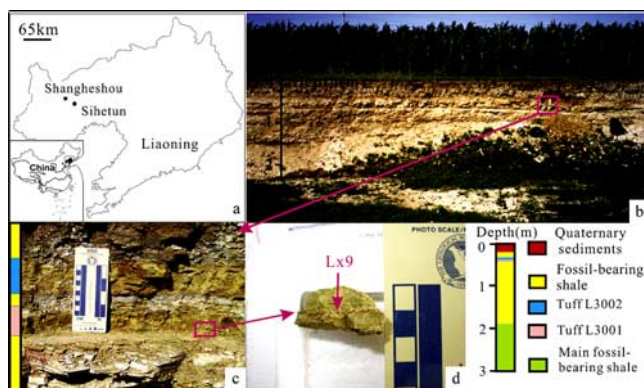 65km
Shangheshou
Sihetun
Liaoning
China
a
b
c
Lx9
PHOTO SCALE
d
Depth(m)
0
1
2
3
Quaternary
sediments
Fossil-bearing
shale
Tuff L3002
Tuff L3001
Main fossil-
bearing shale